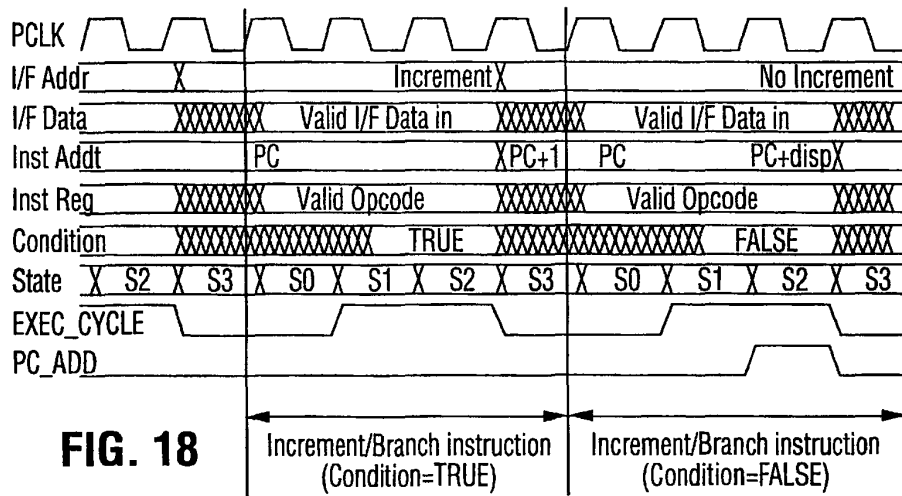 PCLK
I/F Addr Increment No Increment
I/F Data Valid I/F Data in Valid I/F Data in
Inst Addt PC PC+1 PC PC+disp
Inst Reg Valid Opcode Valid Opcode
Condition TRUE FALSE
State S2 S3 S0 S1 S2 S3 S0 S1 S2 S3
EXEC_CYCLE
PC_ADD
FIG. 18
Increment/Branch instruction
(Condition=TRUE)
Increment/Branch instruction
(Condition=FALSE)